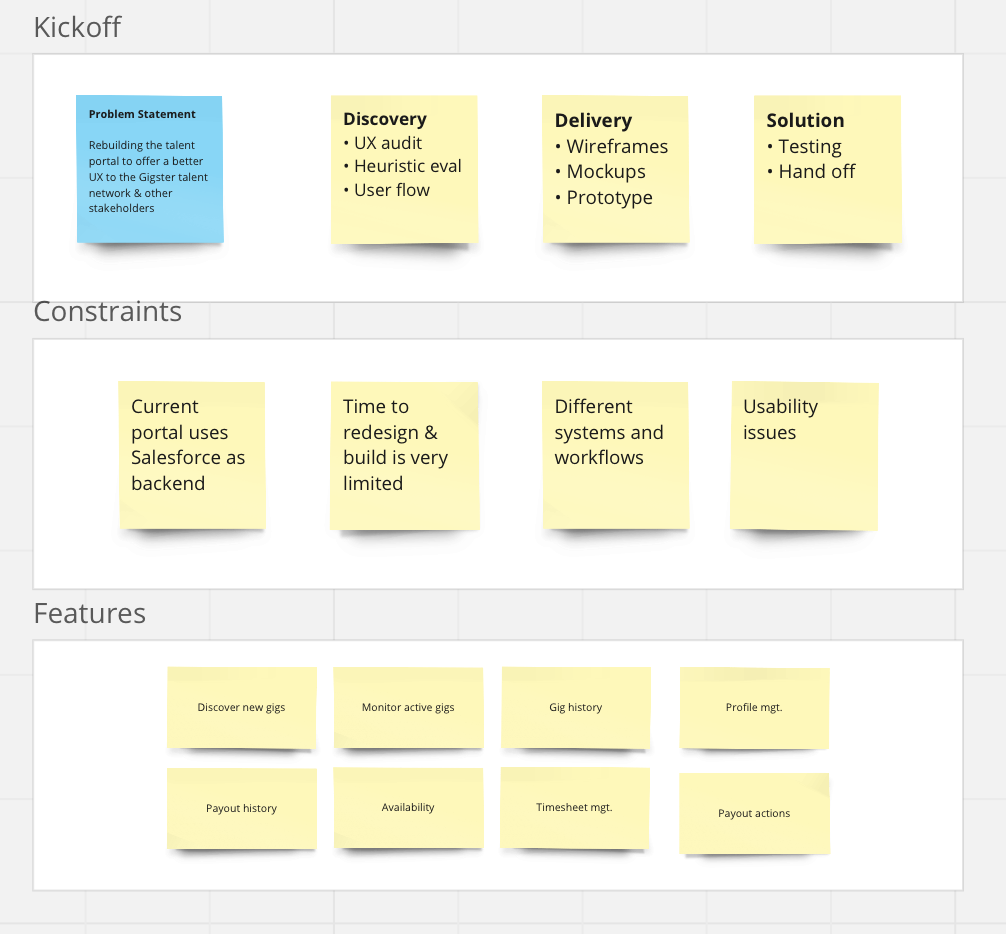 Kickoff
Problem Statement
Rebuilding the talent
portal to offer a better
UX to the Gigster talent
network & other
stakeholders
Discovery
• UX audit
• Heuristic eval
• User flow
Delivery
• Wireframes
• Mockups
• Prototype
Solution
• Testing
• Hand off
Constraints
Current
portal uses
Salesforce as
backend
Time to
redesign &
build is very
limited
Different
systems and
workflows
Usability
issues
Features
Discover new gigs
Monitor active gigs
Gig history
Profile mgt.
Payout history
Availability
Timesheet mgt.
Payout actions